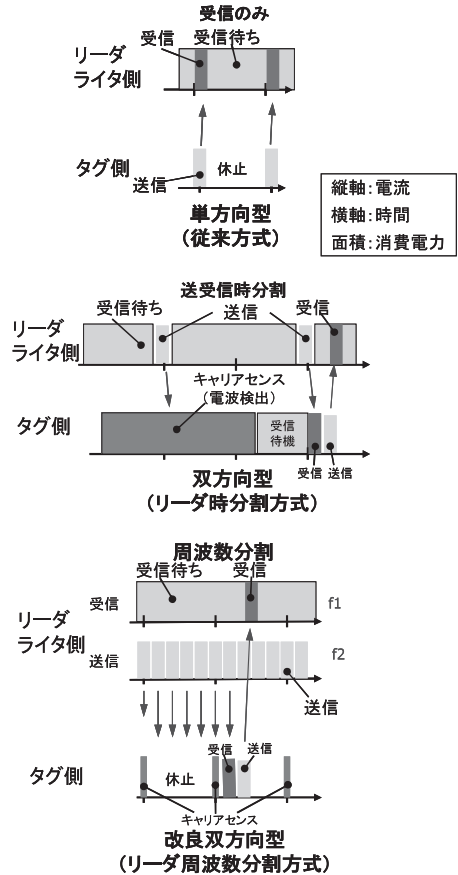 受信のみ
受信
受信待ち
リーダ
ライタ側
タグ側
送信
休止
単方向型
(従来方式)
縦軸:電流
横軸:時間
面積:消費電力
送受信時分割
受信待ち
送信
受信
リーダ
ライタ側
キャリアセンス
(電波検出)
タグ側
受信
待機
受信
送信
双方向型
(リーダ時分割方式)
周波数分割
受信待ち
受信
受信
f1
リーダ
ライタ側
送信
f2
送信
受信
送信
タグ側
休止
キャリアセンス
改良双方向型
(リーダ周波数分割方式)